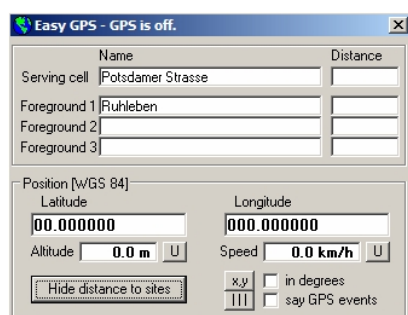 Easy GPS - GPS is off.
Name Distance
Serving cell Potsdamer Strasse
Foreground 1 Ruhleben
Foreground 2
Foreground 3
Position [WGS 84]
Latitude Longitude
00.000000 000.000000
Altitude 0.0 m U Speed 0.0 km/h U
Hide distance to sites x,y in degrees
||| say GPS events